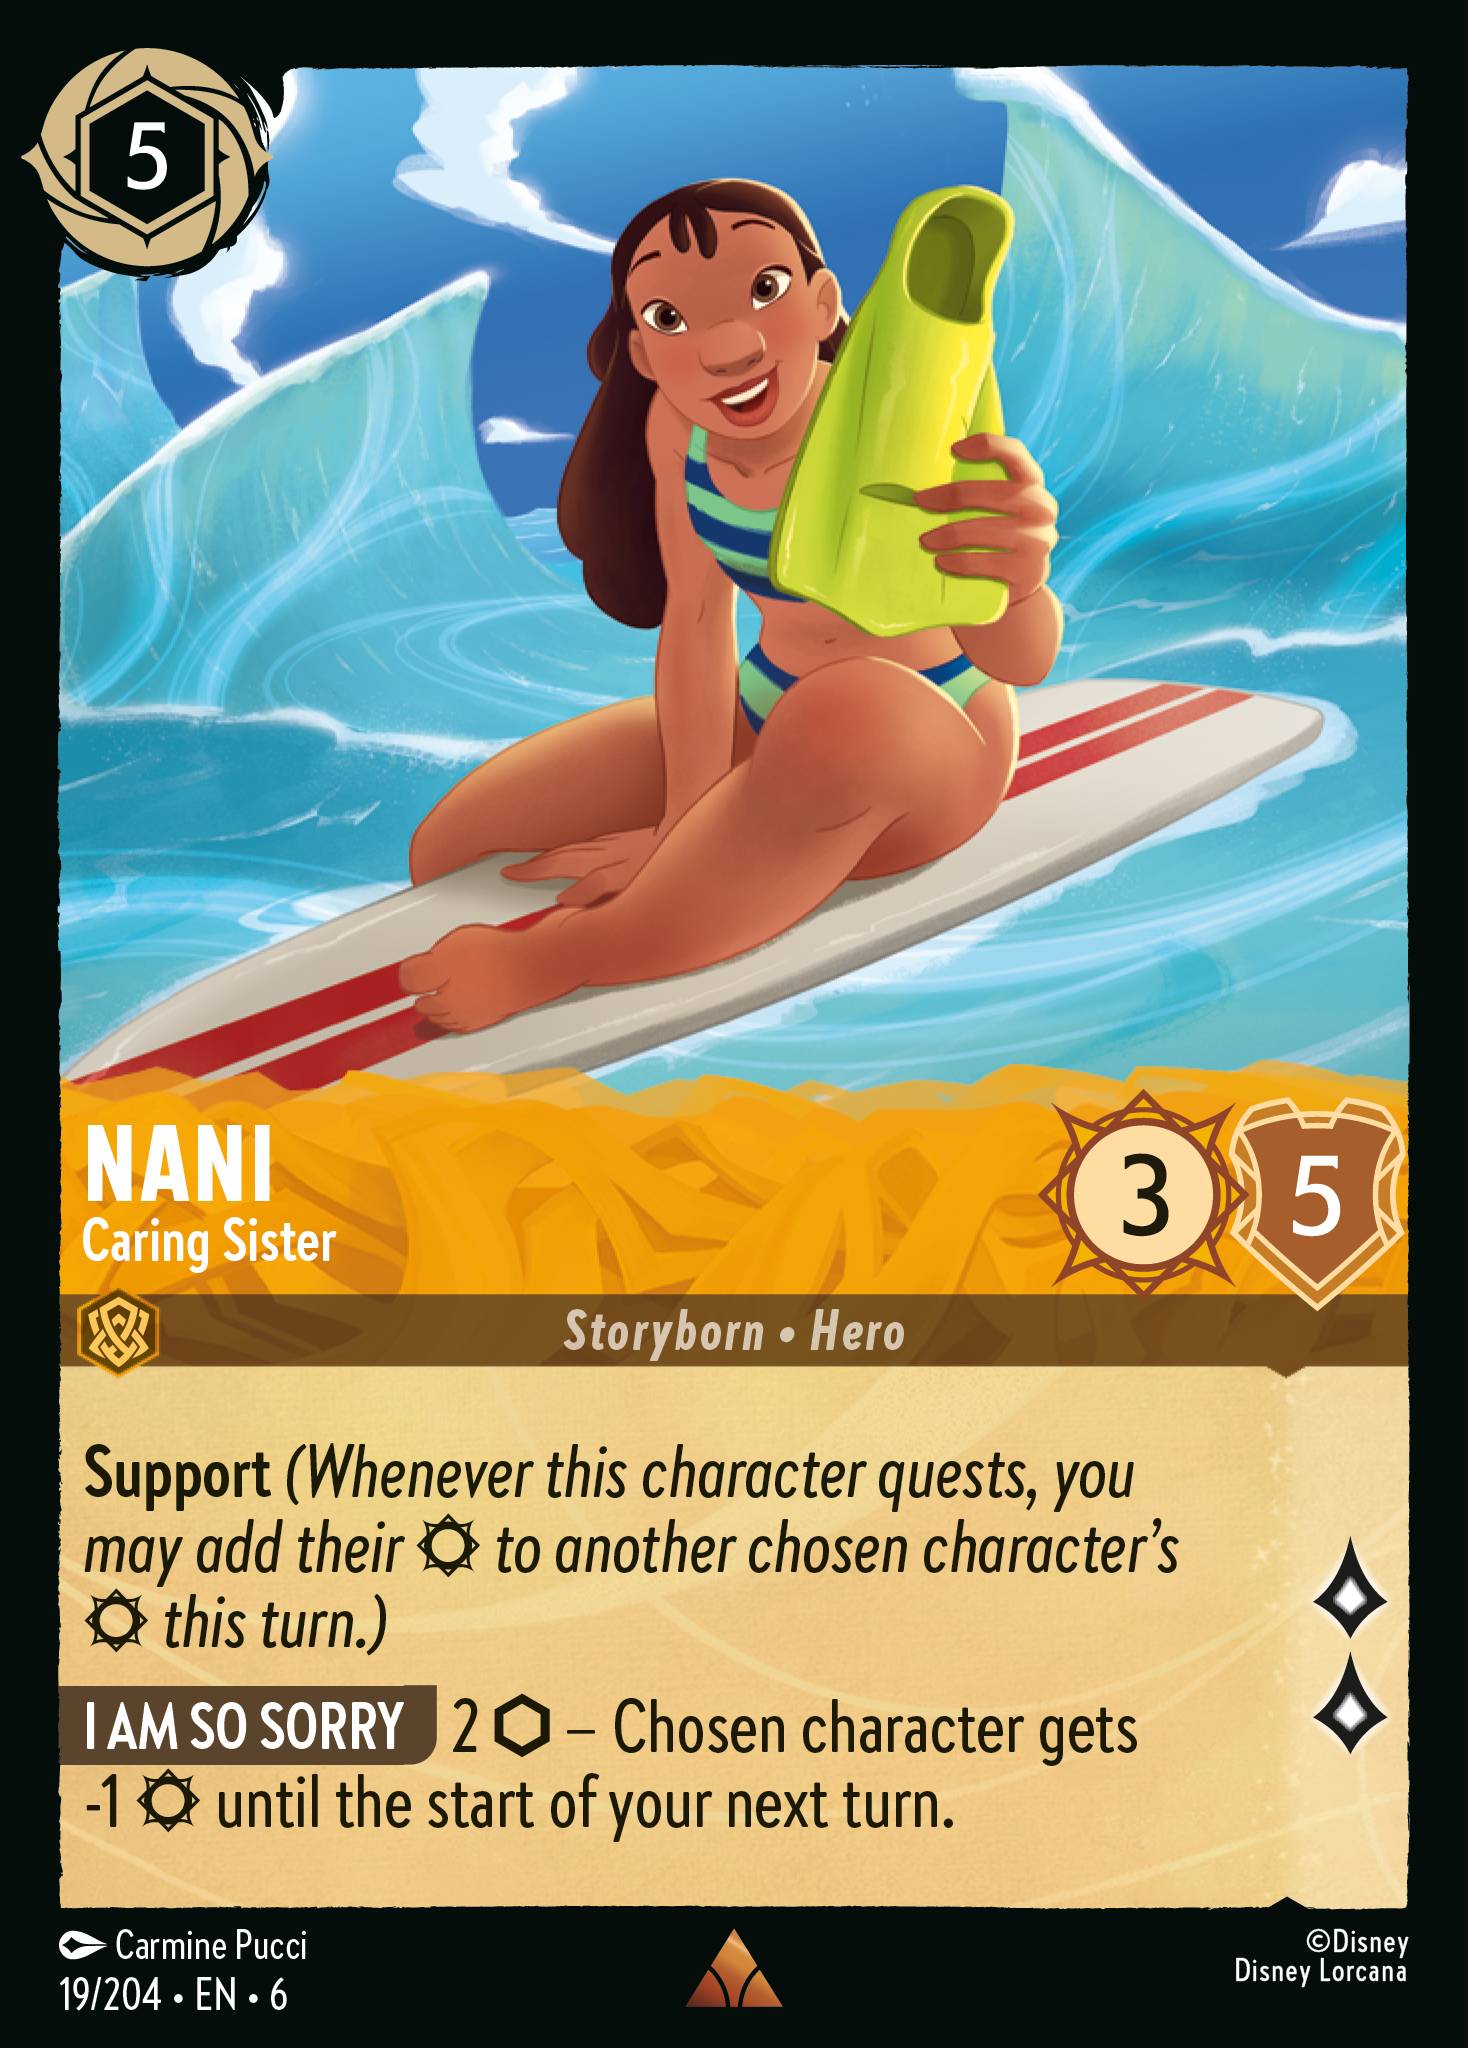 5
NANI
Caring Sister
3 5
Storyborn • Hero
Support (Whenever this character quests, you
may add their to another chosen character’s
this turn.)
I AM SO SORRY 2 – Chosen character gets
-1 until the start of your next turn.
Carmine Pucci
19/204 • EN • 6
©Disney
Disney Lorcana